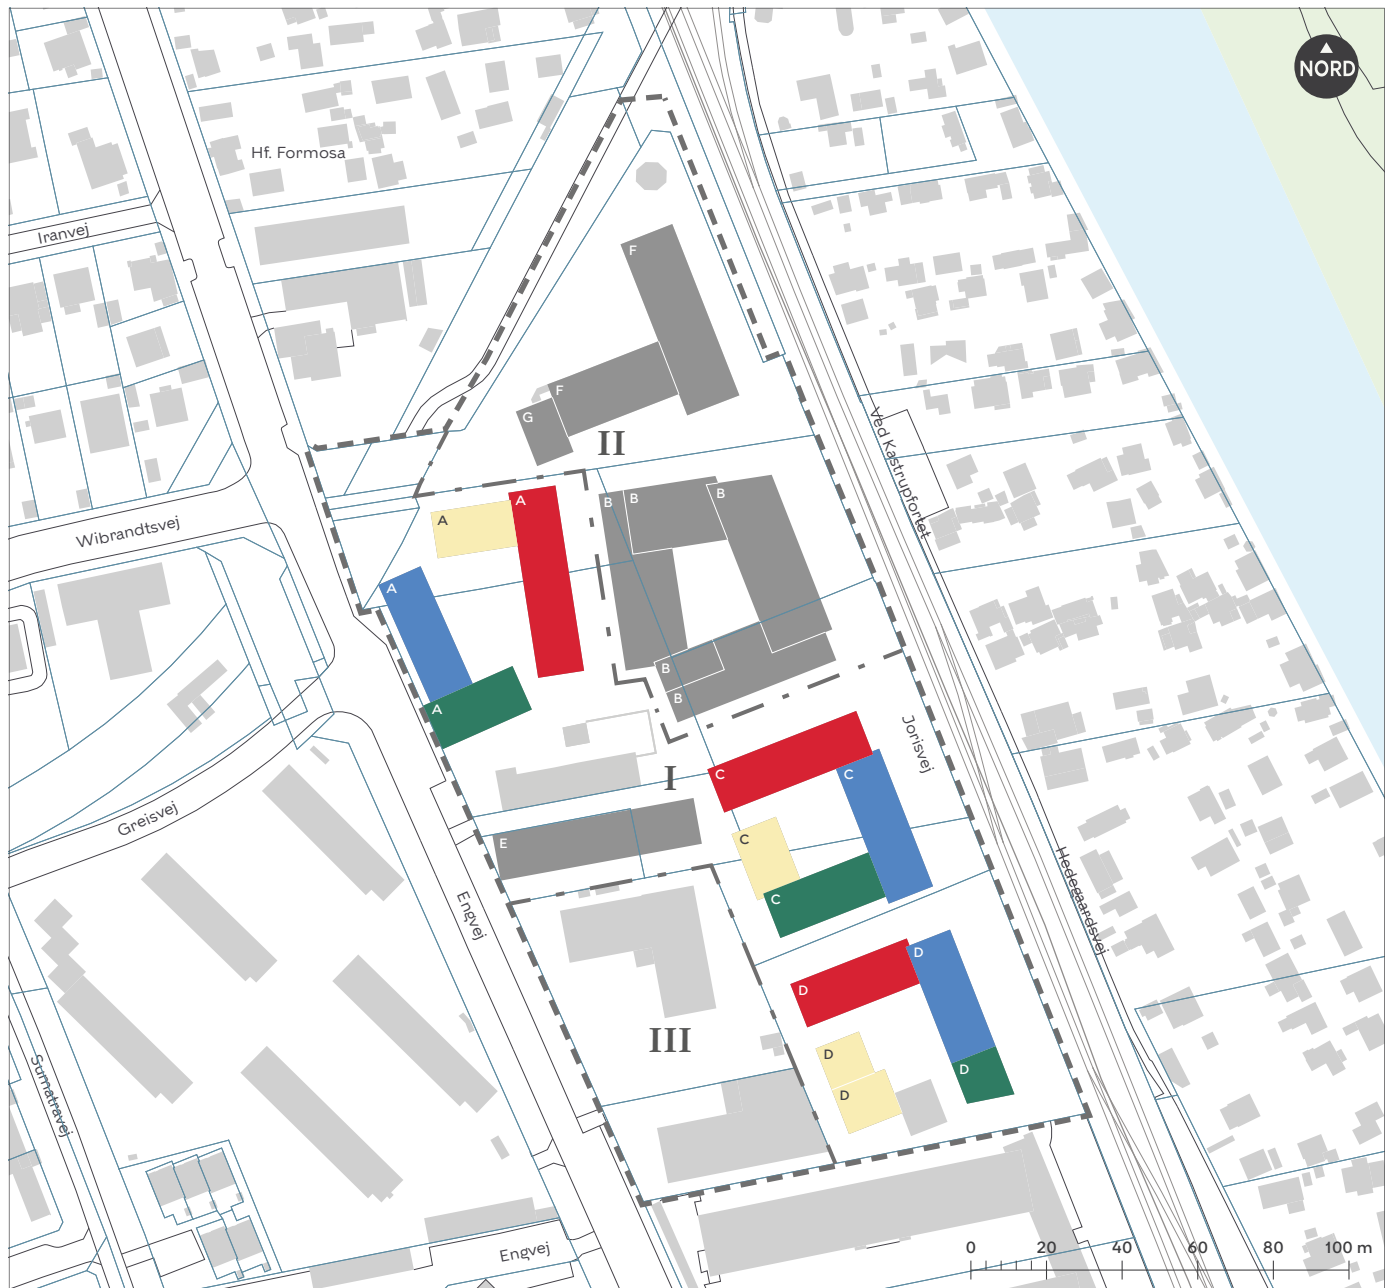 NORD
Hf. Formosa
Iranvej
F
F
G
II
A
A
B
B
B
Ved Kastrupfortet
Wibrandtsvej
A
B
B
A
Jorisvej
I
C
C
C
Greisvej
E
C
Engvej
Hedegaardsvej
D
D
III
D
D
D
Sumatravej
Engvej
0 20 40 60 80 100 m